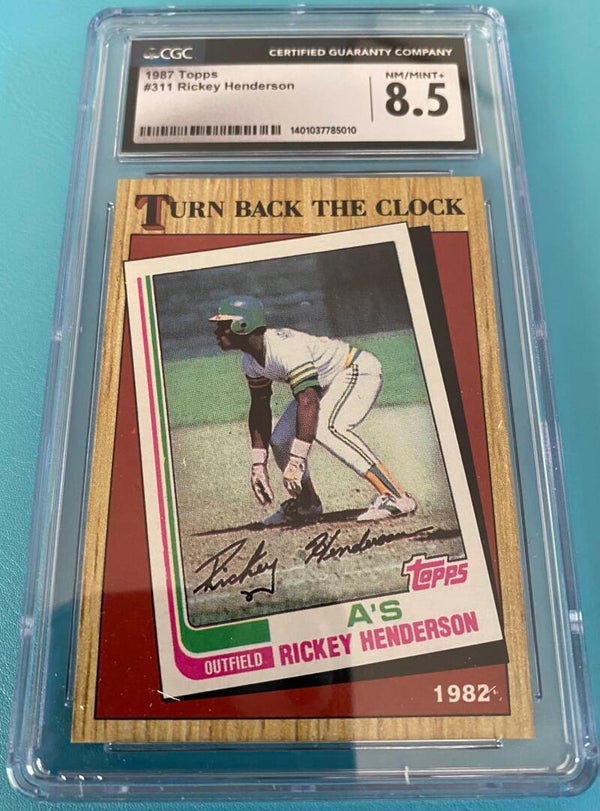 CGC
CERTIFIED GUARANTY COMPANY
1987 Topps
#311 Rickey Henderson
NM/MINT+
8.5
1401037785010
TURN BACK THE CLOCK
Rickey Henderson
TOPPS
A'S
OUTFIELD RICKEY HENDERSON
1982